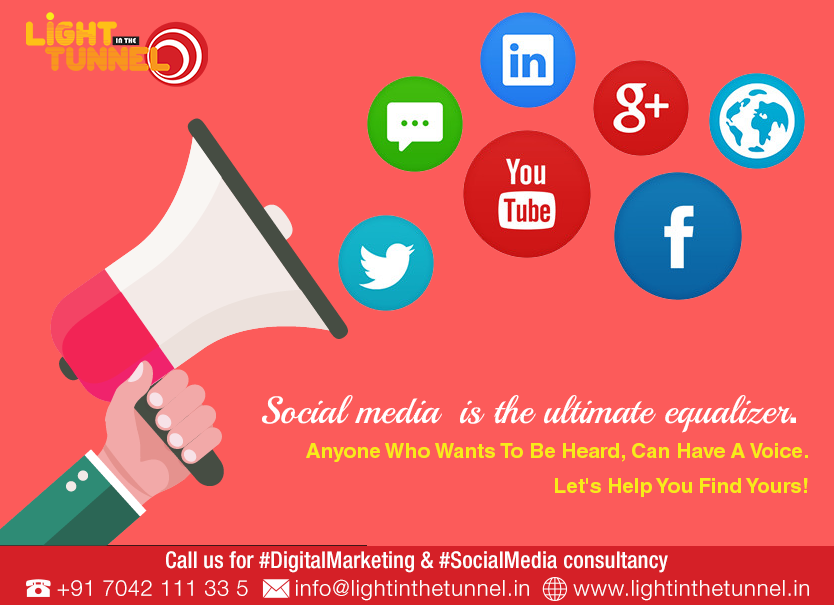 LiGHT
IN THE
TUNNEL
in
g+
You
Tube
f
Social media is the ultimate equalizer.
Anyone Who Wants To Be Heard, Can Have A Voice.
Let's Help You Find Yours!
Call us for #DigitalMarketing & #SocialMedia consultancy
+91 7042 111 33 5 info@lightinthetunnel.in www.lightinthetunnel.in